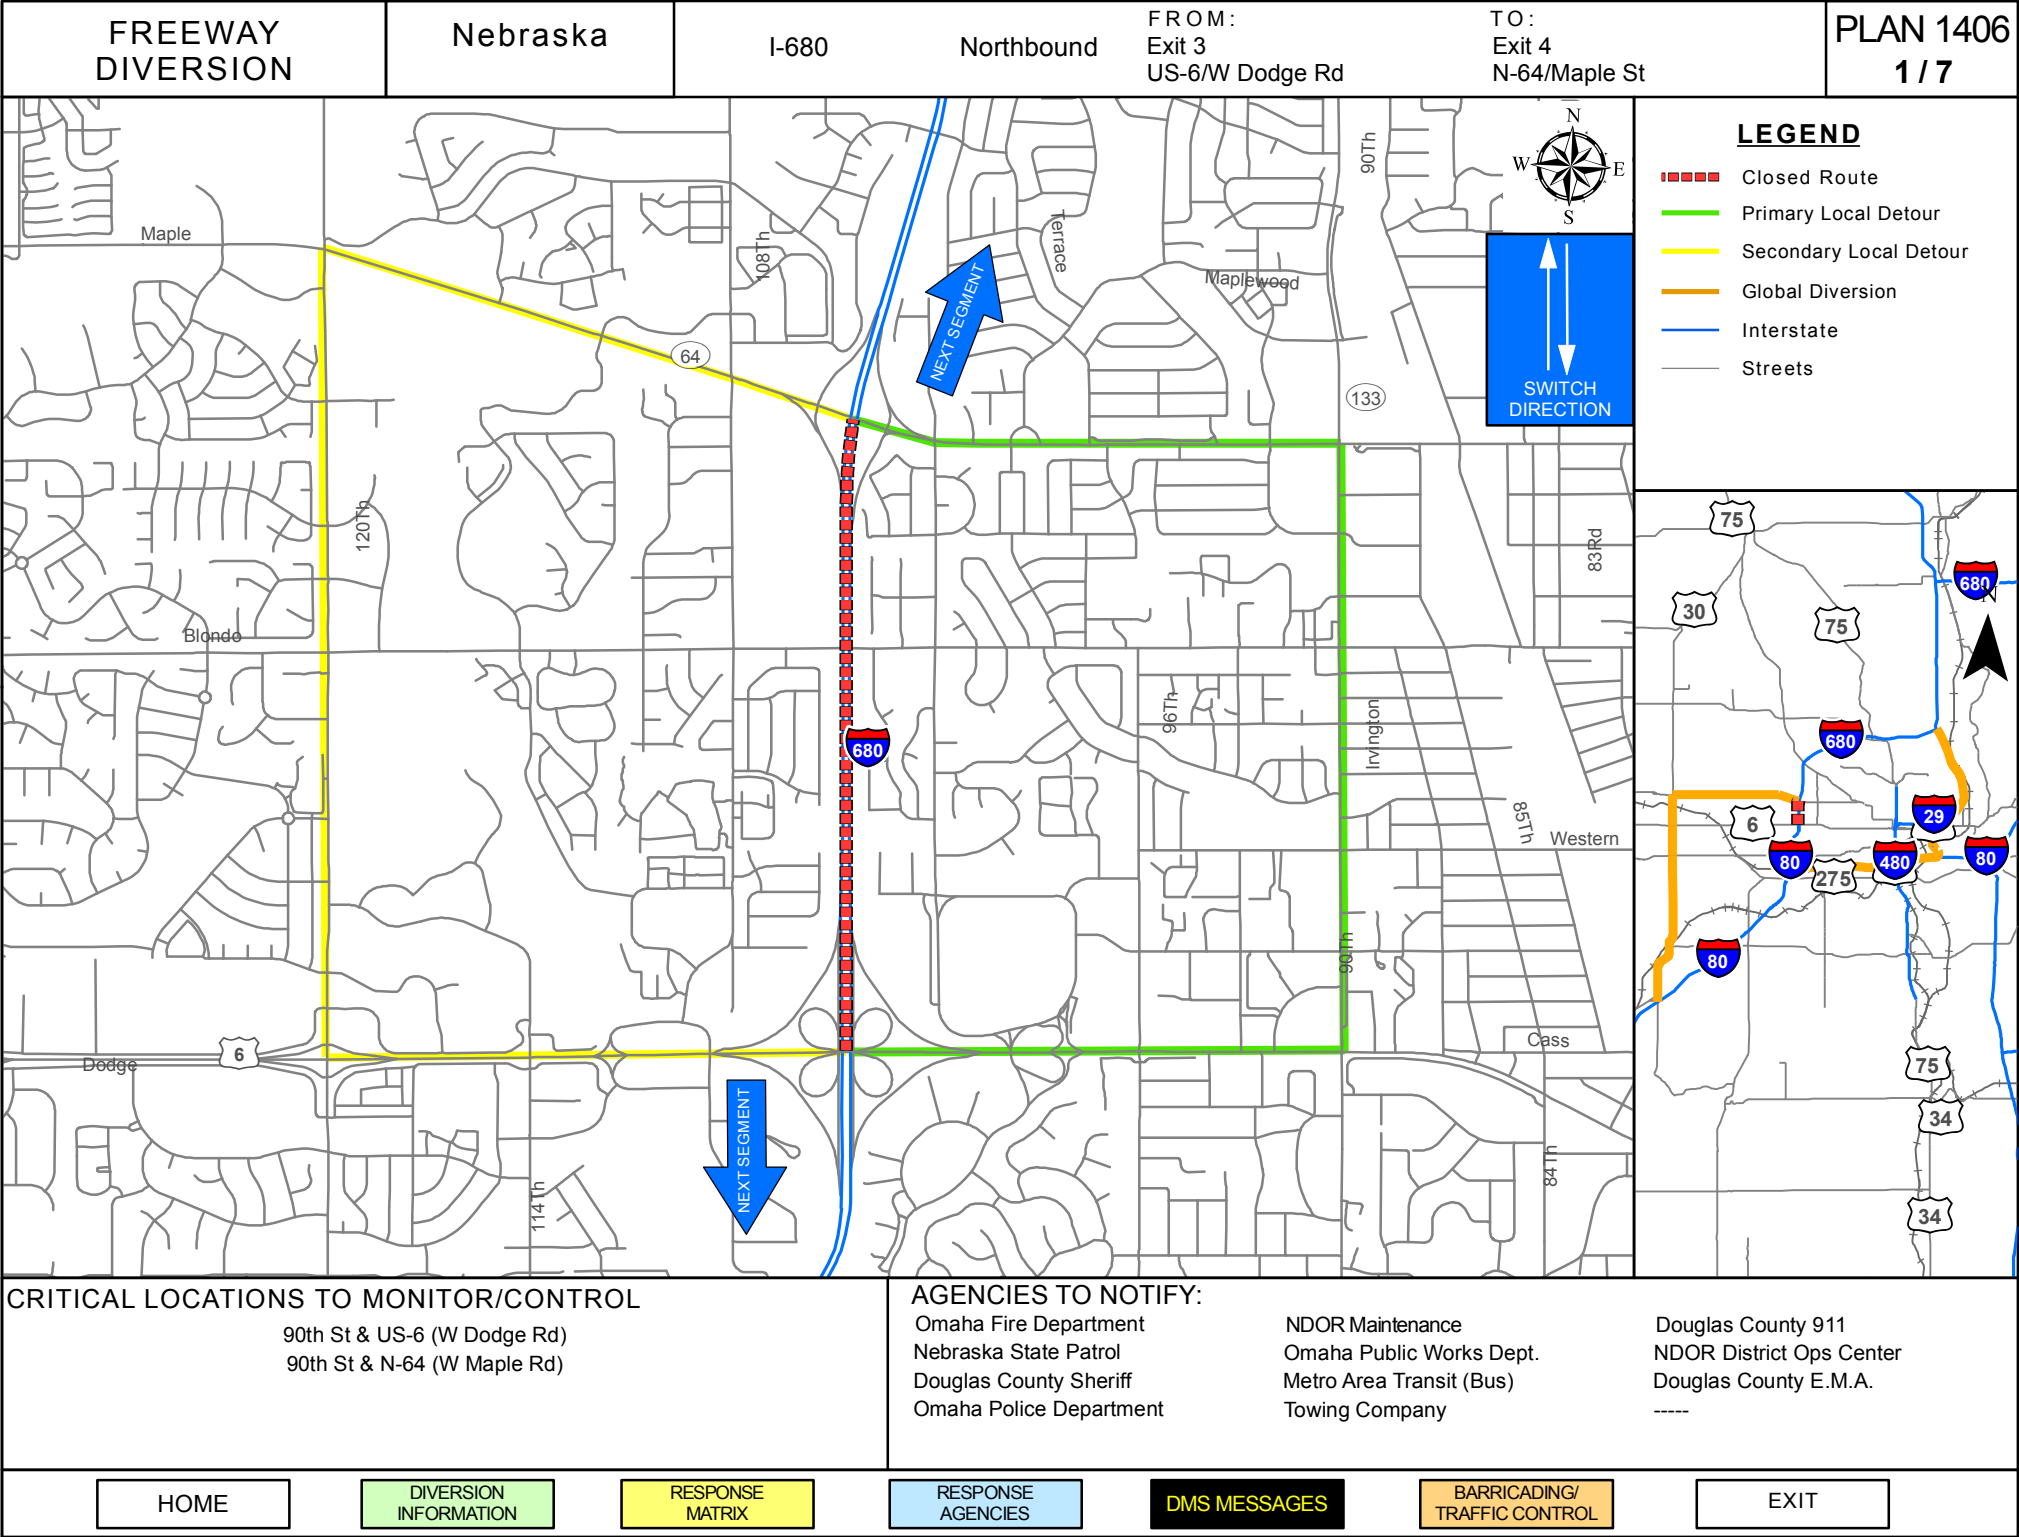 FREEWAY
DIVERSION
Nebraska
I-680
Northbound
FROM:
Exit 3
US-6/W Dodge Rd
TO:
Exit 4
N-64/Maple St
PLAN 1406
1 / 7
N
W
E
S
SWITCH
DIRECTION
Maple
108Th
Terrace
Maplewood
90Th
NEXT SEGMENT
64
133
120Th
83Rd
Blondo
96Th
Irvington
680
85Th
Western
90Th
Cass
6
Dodge
NEXT SEGMENT
114Th
84Th
LEGEND
Closed Route
Primary Local Detour
Secondary Local Detour
Global Diversion
Interstate
Streets
75
680
N
30
75
680
6
29
80
480
80
275
80
75
34
34
CRITICAL LOCATIONS TO MONITOR/CONTROL
90th St & US-6 (W Dodge Rd)
90th St & N-64 (W Maple Rd)
AGENCIES TO NOTIFY:
Omaha Fire Department
Nebraska State Patrol
Douglas County Sheriff
Omaha Police Department
NDOR Maintenance
Omaha Public Works Dept.
Metro Area Transit (Bus)
Towing Company
Douglas County 911
NDOR District Ops Center
Douglas County E.M.A.
-----
HOME
DIVERSION
INFORMATION
RESPONSE
MATRIX
RESPONSE
AGENCIES
DMS MESSAGES
BARRICADING/
TRAFFIC CONTROL
EXIT